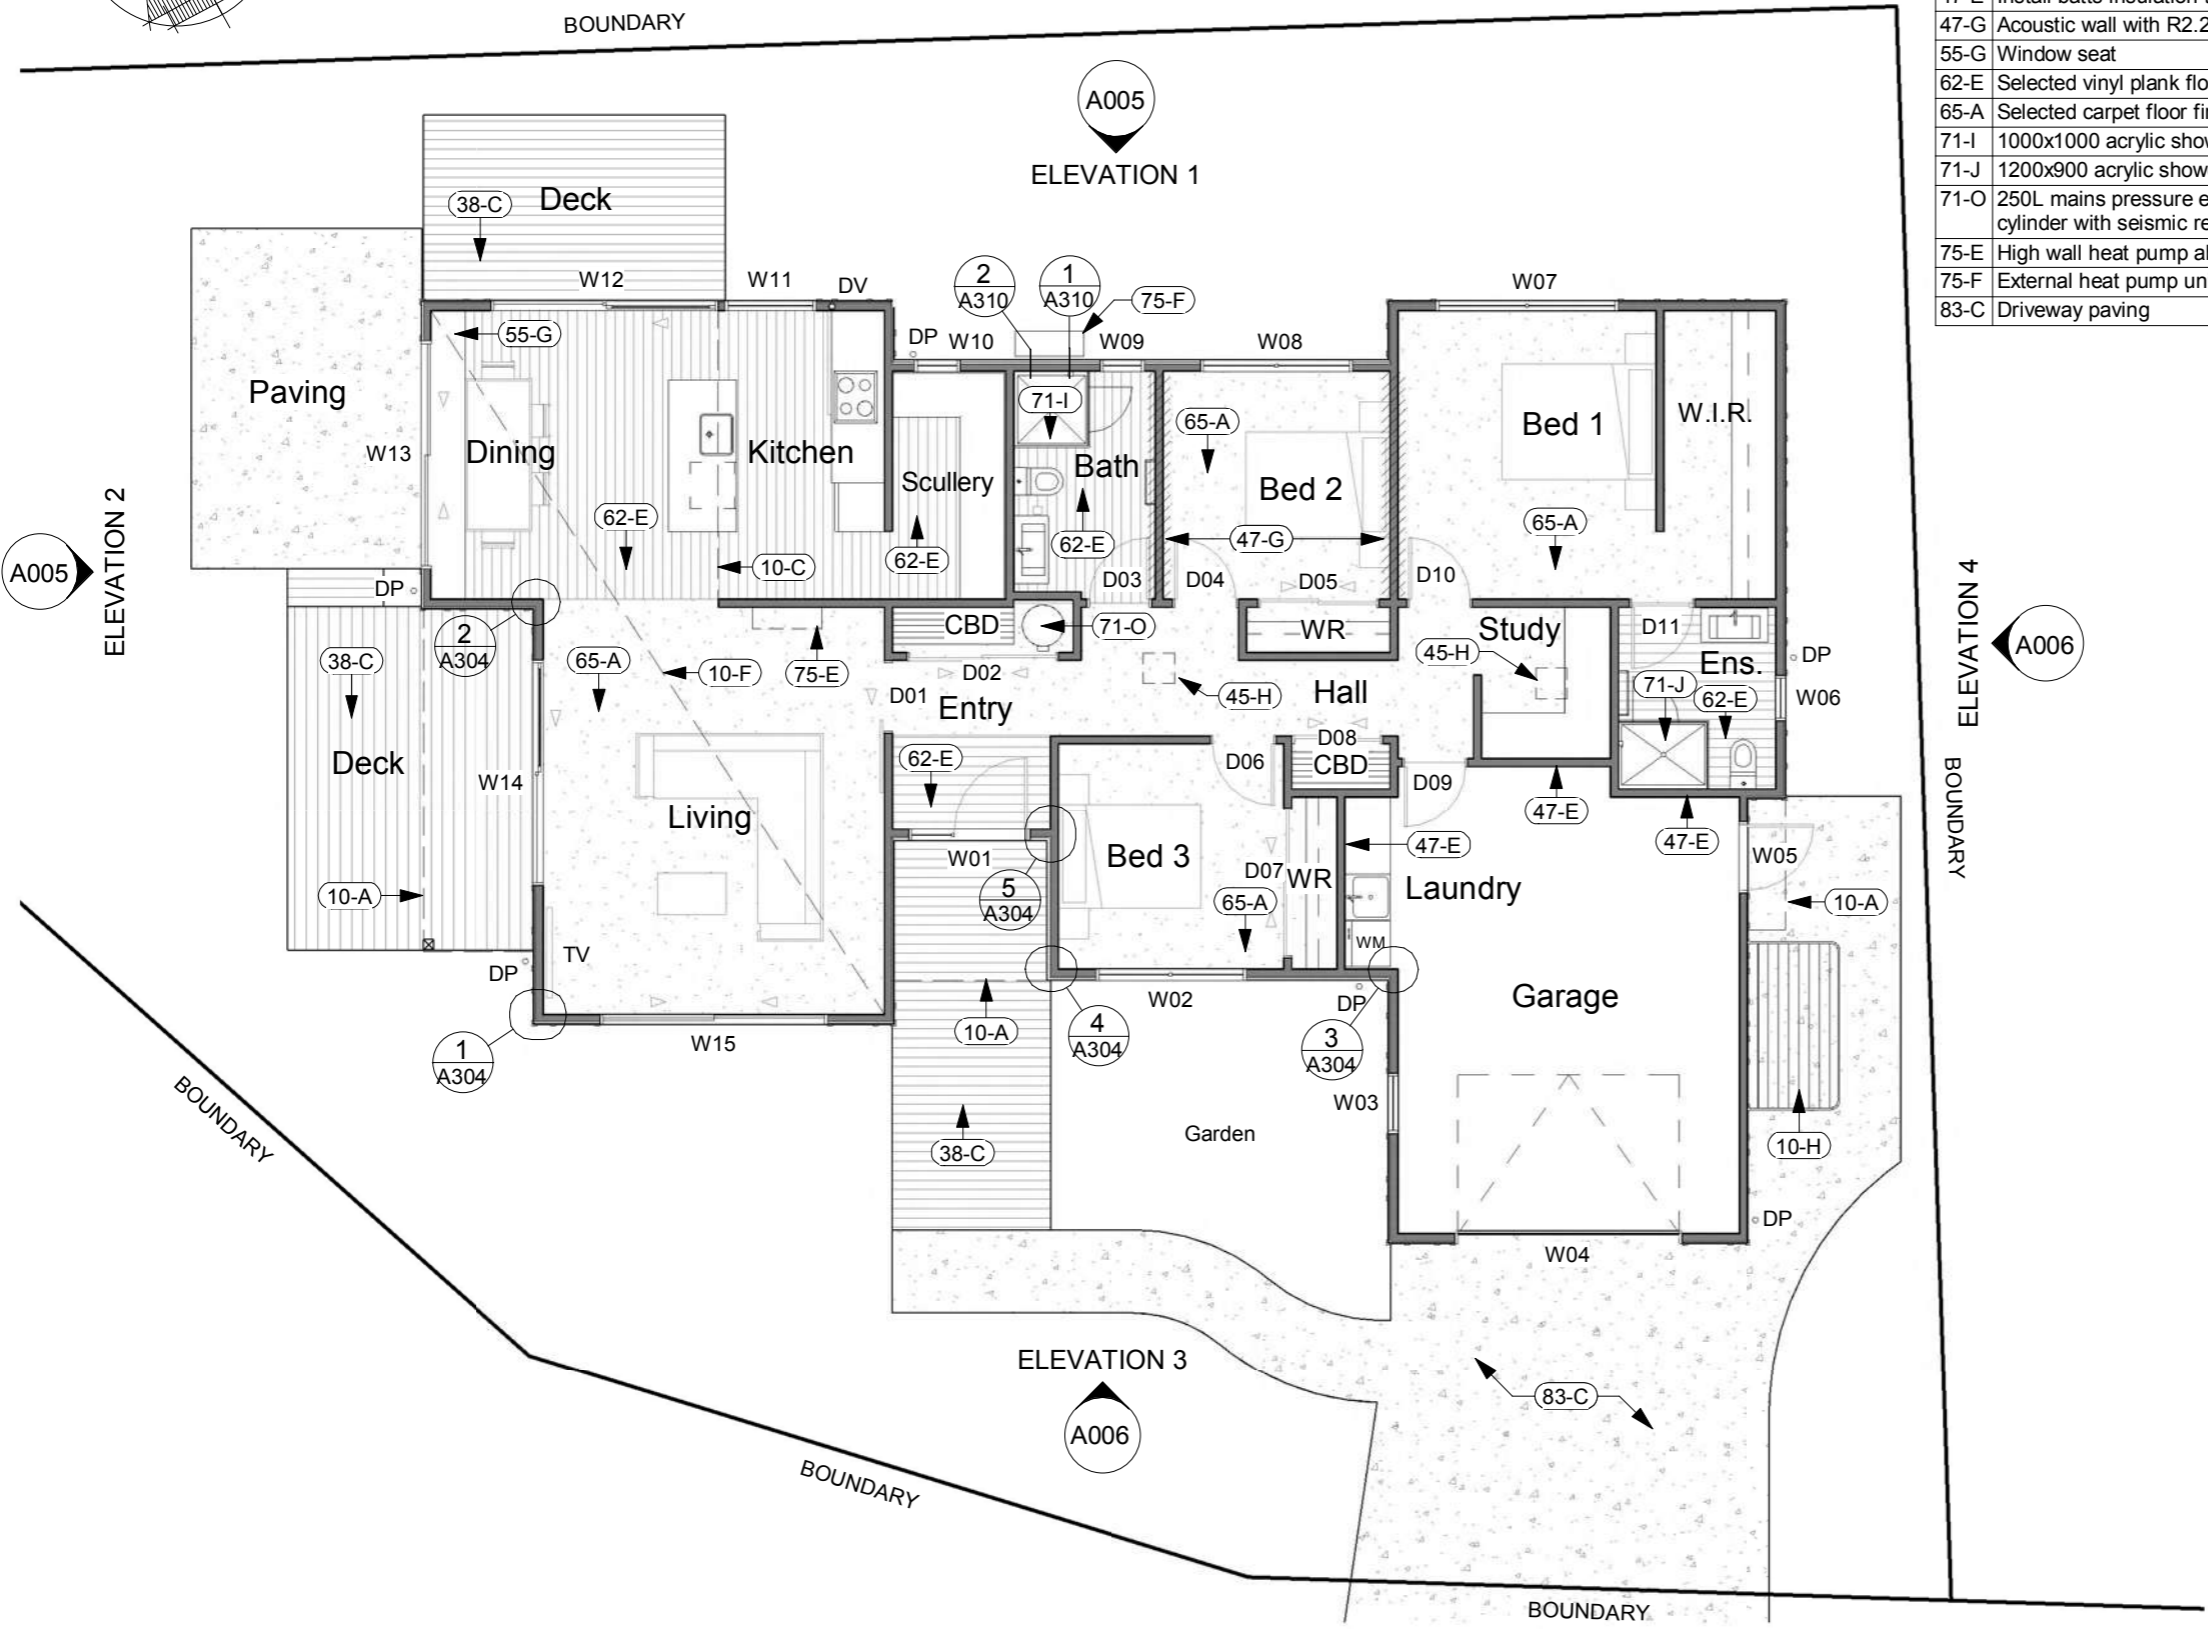 BOUNDARY
Install batts insulation
47-G Acoustic wall with R2.2
55-G Window seat
62-E Selected vinyl plank
65-A Selected carpet floor
71-I 1000x1000 acrylic
71-J 1200x900 acrylic
71-O 250L mains pressure
cylinder with seismic
75-E High wall heat pump
75-F External heat pump
83-C Driveway paving
A005
ELEVATION 1
38-C Deck
W12 W11 DV
2
A310
1
A310
75-F
W07
55-G
DP W10 W09 W08
Paving
W13
Dining
Kitchen
Scullery
71-I
Bath
65-A
Bed 2
Bed 1
W.I.R.
ELEVATION 2
A005
62-E
62-E
62-E
47-G
65-A
10-C
DP
D03 D04 D05 D10
2
A304
CBD
71-O
WR
Study
D11
38-C
65-A
10-F
75-E
D01
D02
Entry
45-H
Hall
45-H
Ens.
71-J
62-E
DP
W06
A006
ELEVATION 4
Deck
W14
Living
62-E
D06
D08
CBD
D09
47-E
47-E
BOUNDARY
W01
Bed 3
D07
WR
47-E
Laundry
W05
10-A
5
A304
65-A
10-A
TV
DP
WM
W02
DP
Garage
10-A
1
A304
W15
4
A304
3
A304
BOUNDARY
38-C
Garden
W03
10-H
DP
W04
ELEVATION 3
A006
83-C
BOUNDARY
BOUNDARY